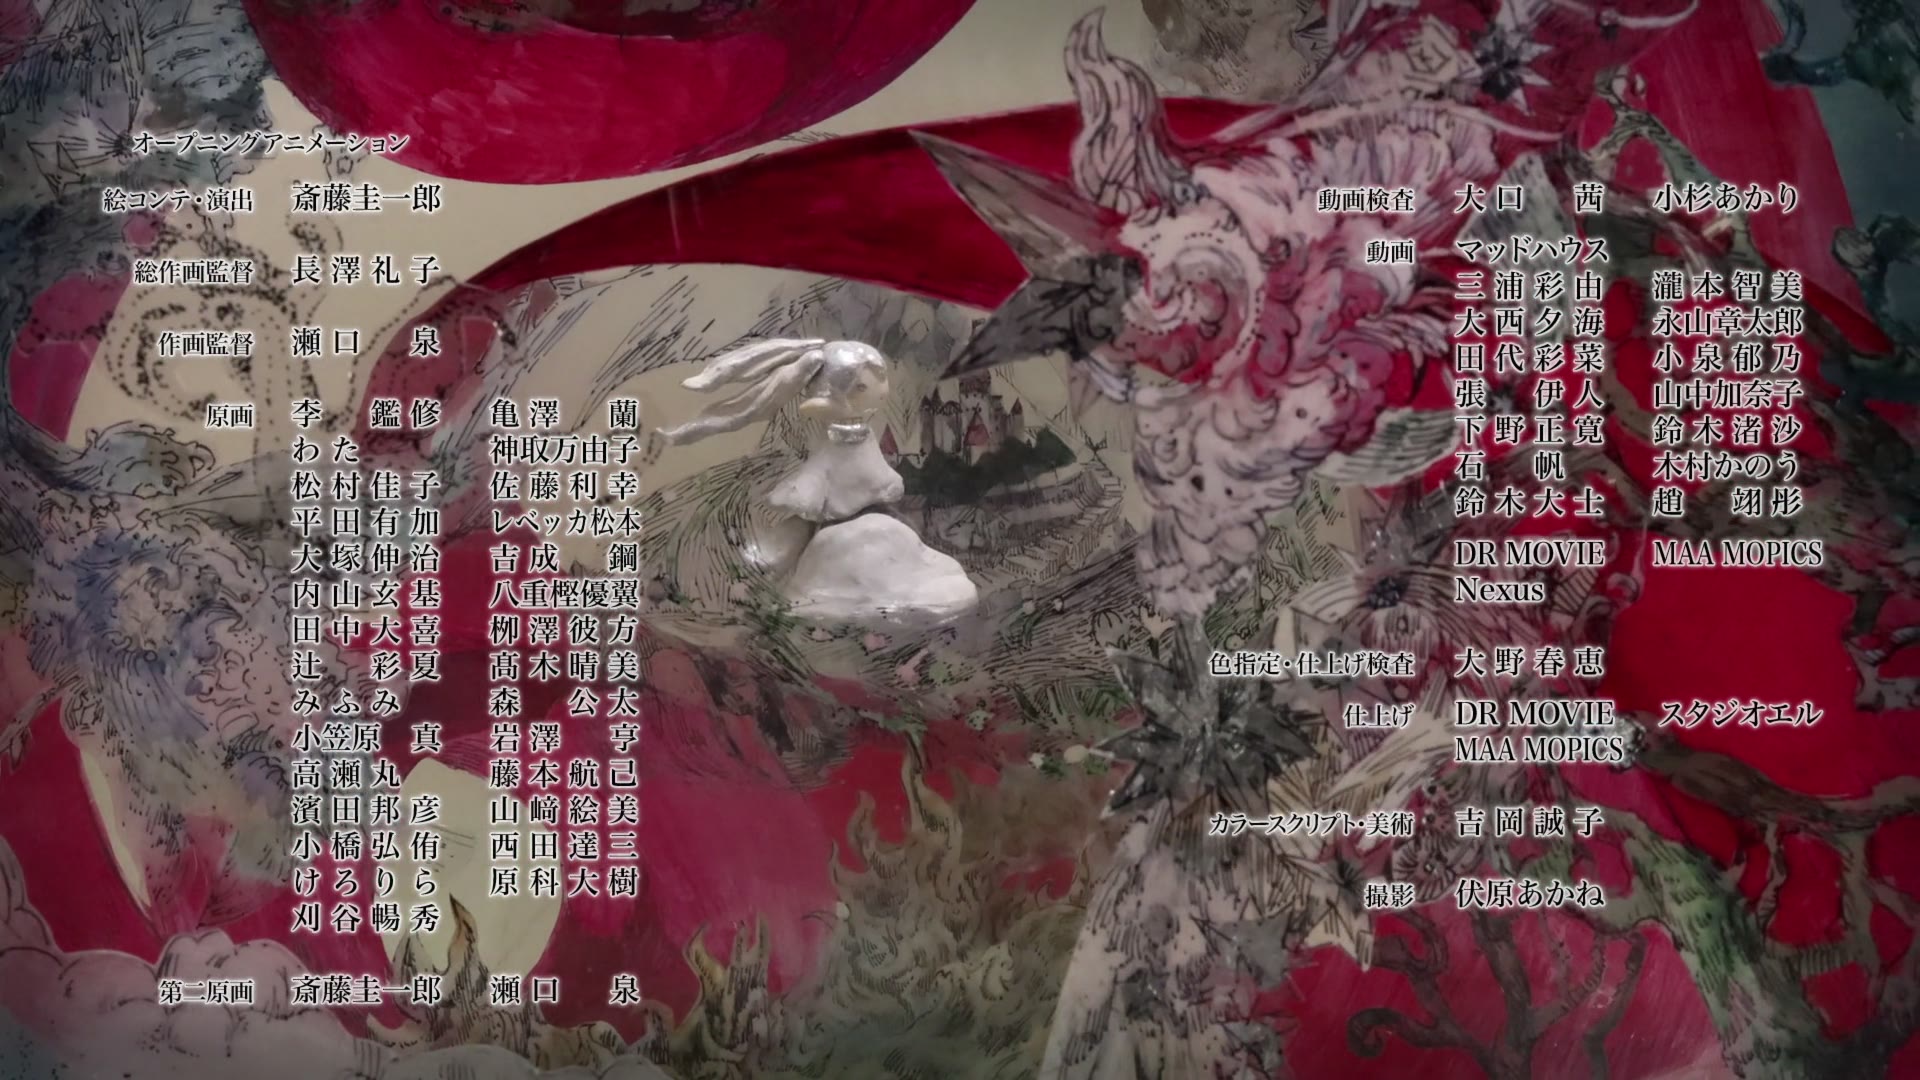 オープニングアニメーション
絵コンテ・演出 斎藤圭一郎
総作画監督 長澤礼子
作画監督 瀬口 泉
原画 李 鑑修 亀澤 蘭
わた 神取万由子
松村佳子 佐藤利幸
平田有加 レベッカ松本
大塚伸治 吉成 鋼
内山玄基 八重樫優翼
田中大喜 栁澤彼方
辻 彩夏 髙木晴美
みふみ 森 公太
小笠原 真 岩澤 亨
高瀬丸 藤本航己
濱田邦彦 山﨑絵美
小橋弘侑 西田達三
けろりら 原科大樹
刈谷暢秀
第二原画 斎藤圭一郎 瀬口 泉
動画検査 大口 茜 小杉あかり
動画 マッドハウス
三浦彩由 瀧本智美
大西夕海 永山章太郎
田代彩菜 小泉郁乃
張 伊人 山中加奈子
下野正寛 鈴木渚沙
石 帆 木村かのう
鈴木大士 趙 翊彤
DR MOVIE MAA MOPICS
Nexus
色指定・仕上げ検査 大野春恵
仕上げ DR MOVIE スタジオエル
MAA MOPICS
カラースクリプト・美術 吉岡誠子
撮影 伏原あかね